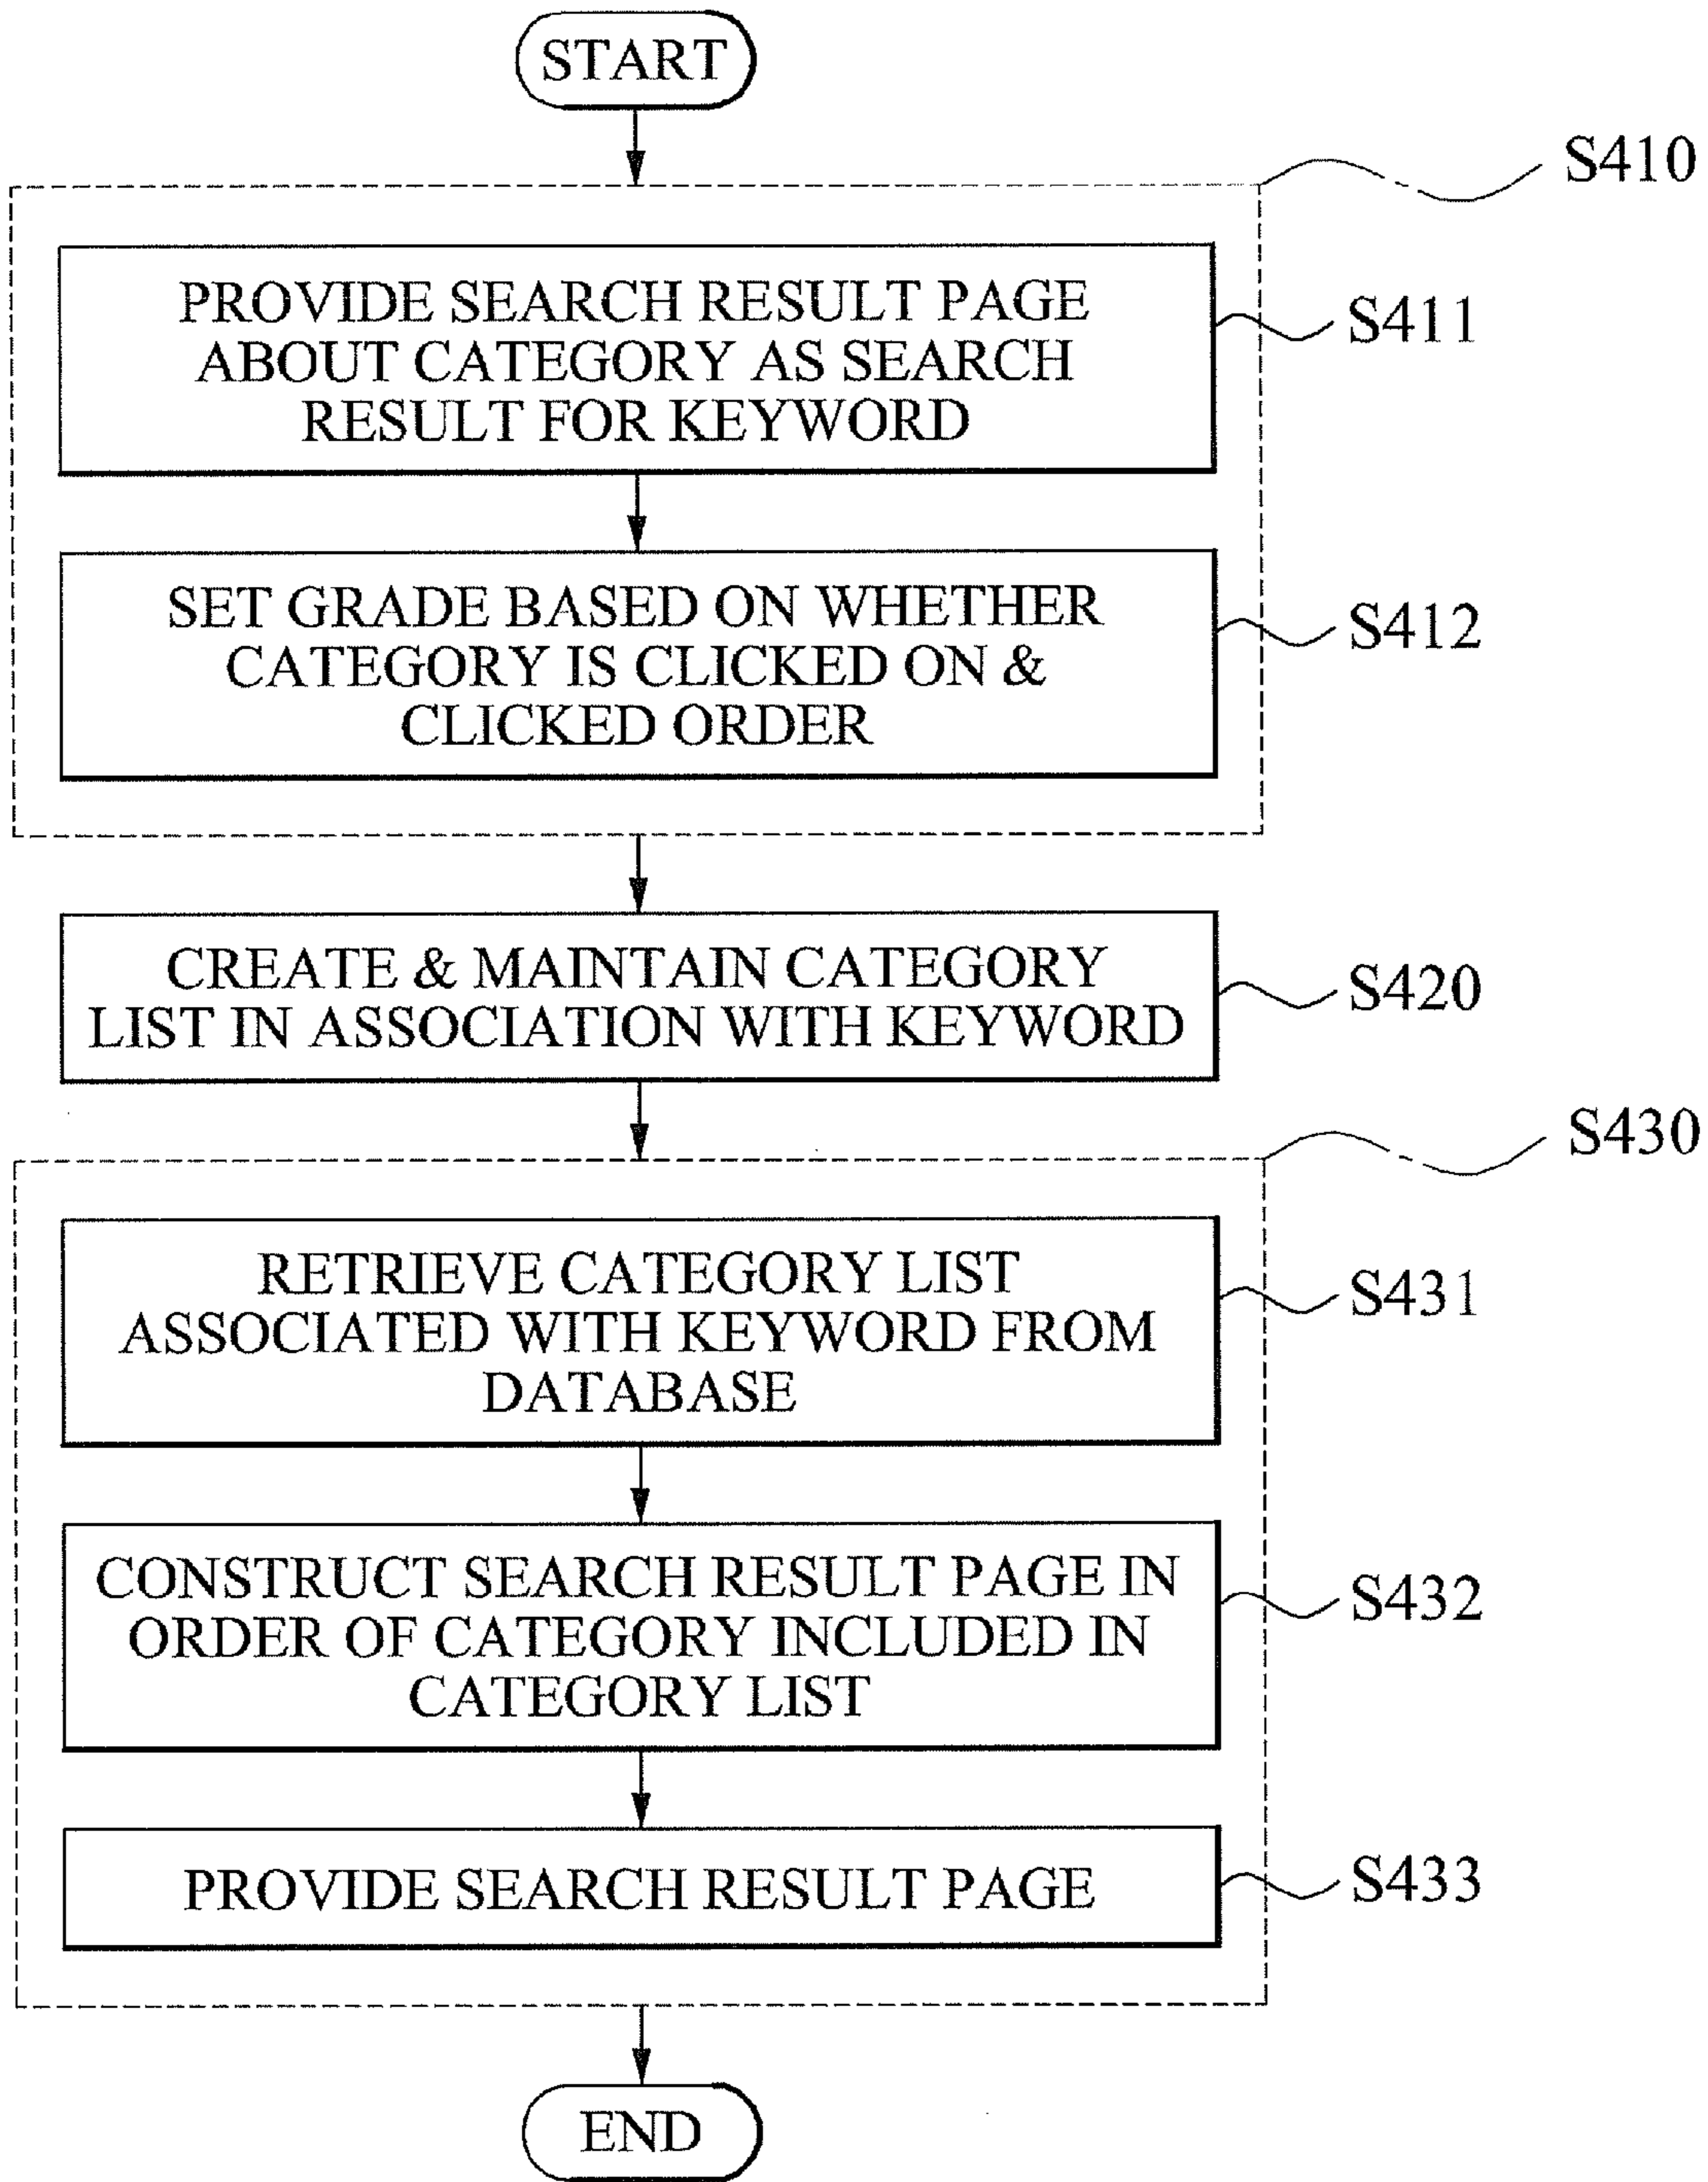 START
S410
PROVIDE SEARCH RESULT PAGE
ABOUT CATEGORY AS SEARCH
RESULT FOR KEYWORD
S411
SET GRADE BASED ON WHETHER
CATEGORY IS CLICKED ON &
CLICKED ORDER
S412
CREATE & MAINTAIN CATEGORY
LIST IN ASSOCIATION WITH KEYWORD
S420
S430
RETRIEVE CATEGORY LIST
ASSOCIATED WITH KEYWORD FROM
DATABASE
S431
CONSTRUCT SEARCH RESULT PAGE IN
ORDER OF CATEGORY INCLUDED IN
CATEGORY LIST
S432
PROVIDE SEARCH RESULT PAGE
S433
END